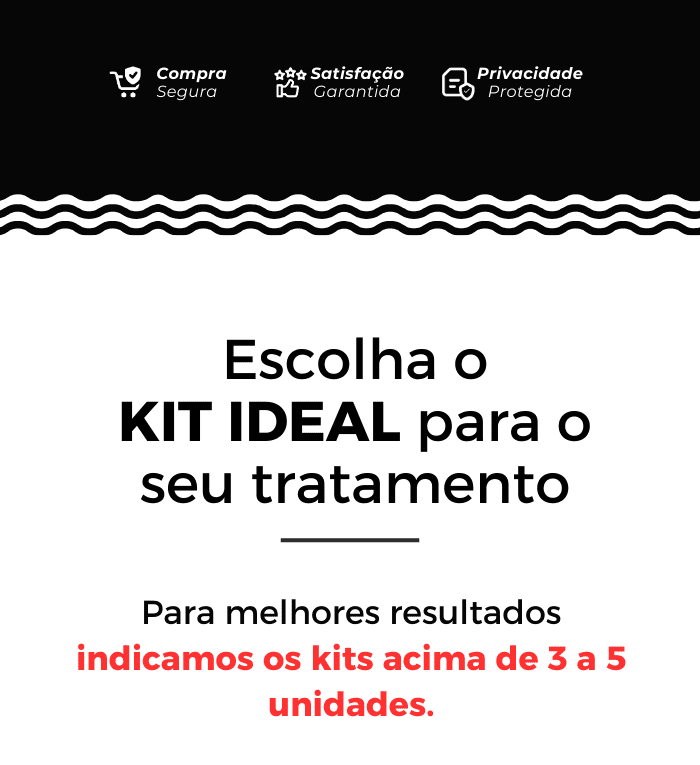 Compra
Segura
Satisfação
Garantida
Privacidade
Protegida
Escolha o
KIT IDEAL para o
seu tratamento
Para melhores resultados
indicamos os kits acima de 3 a 5
unidades.